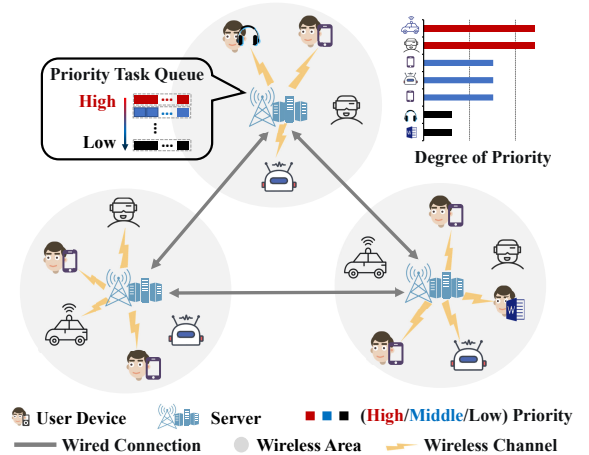 Priority Task Queue
High
Low
Degree of Priority
W
W
User Device
Server
(High/Middle/Low) Priority
Wired Connection
Wireless Area
Wireless Channel